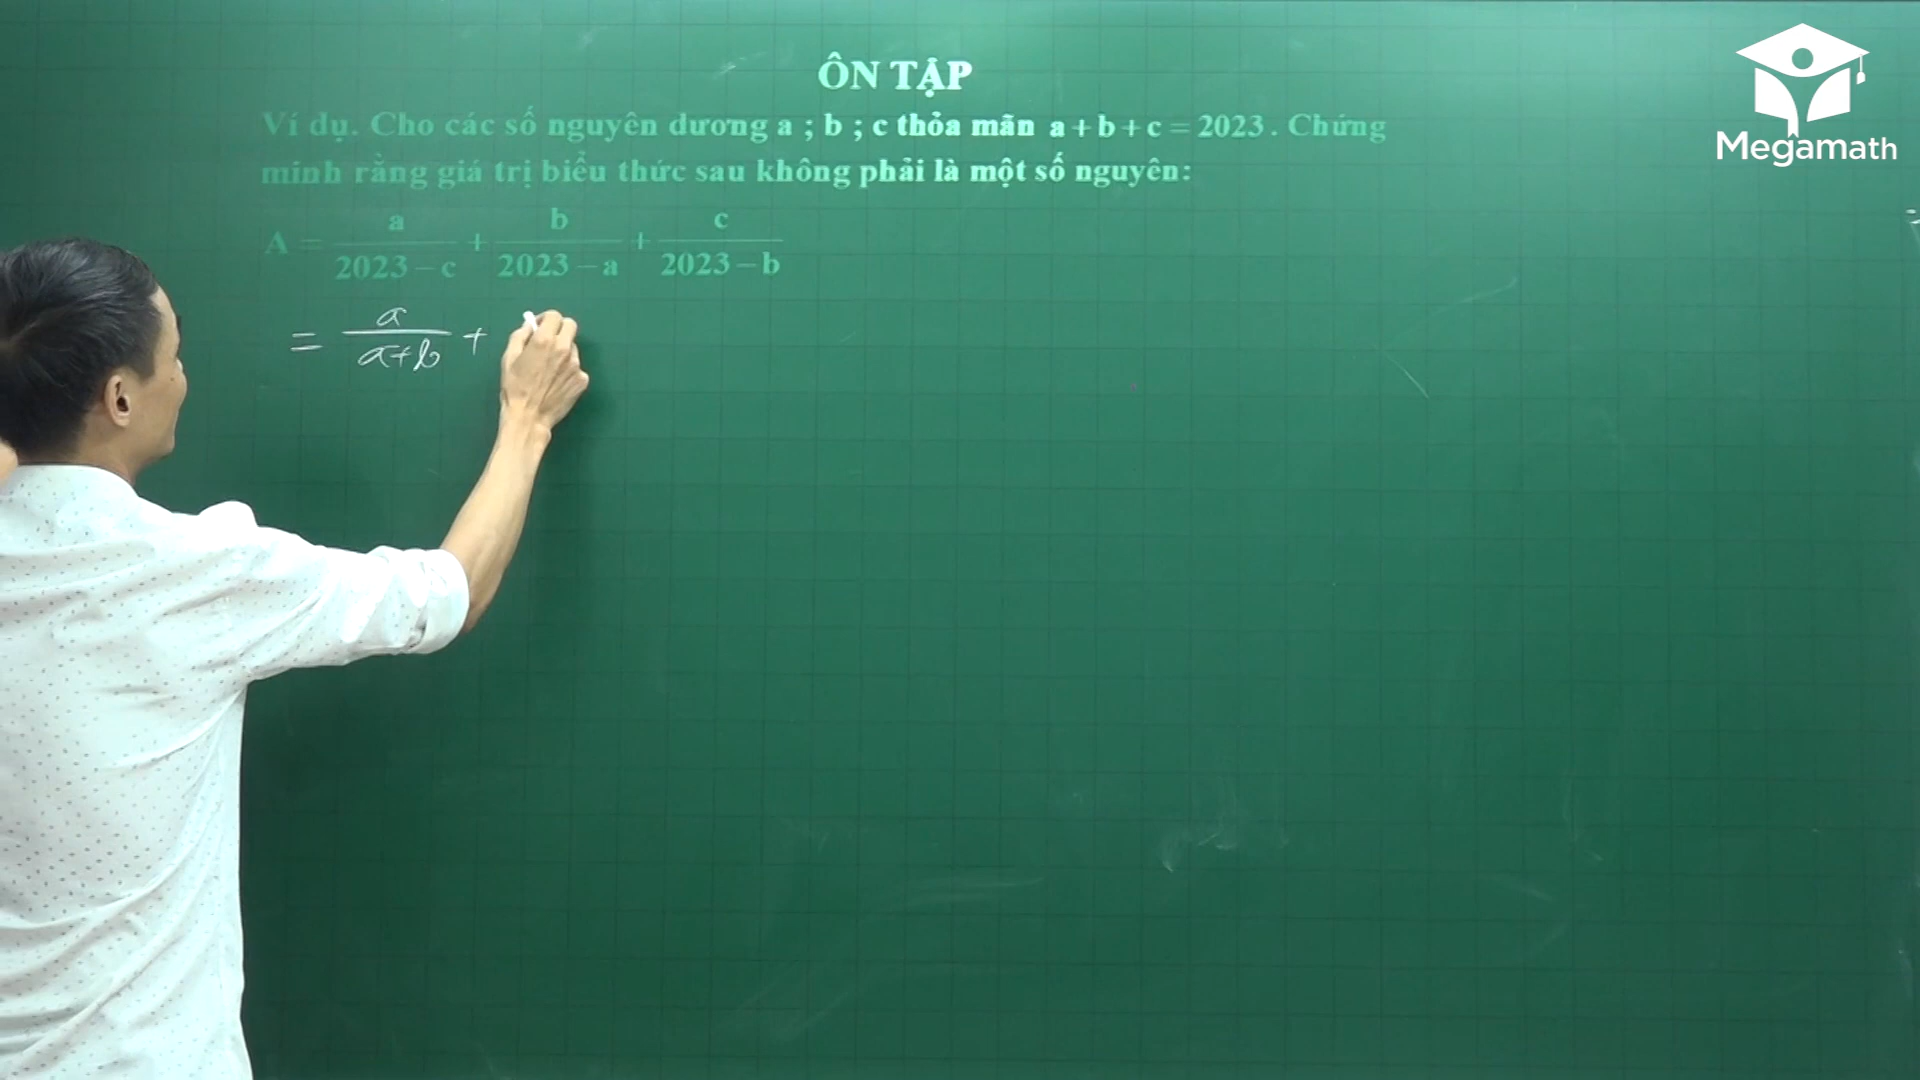 Megamath
ÔN TẬP
Ví dụ. Cho các số nguyên dương a ; b ; c thỏa mãn a + b + c = 2023. Chứng
minh rằng giá trị biểu thức sau không phải là một số nguyên:
A = a/(2023 − c) + b/(2023 − a) + c/(2023 − b)
= a/(a+b) +